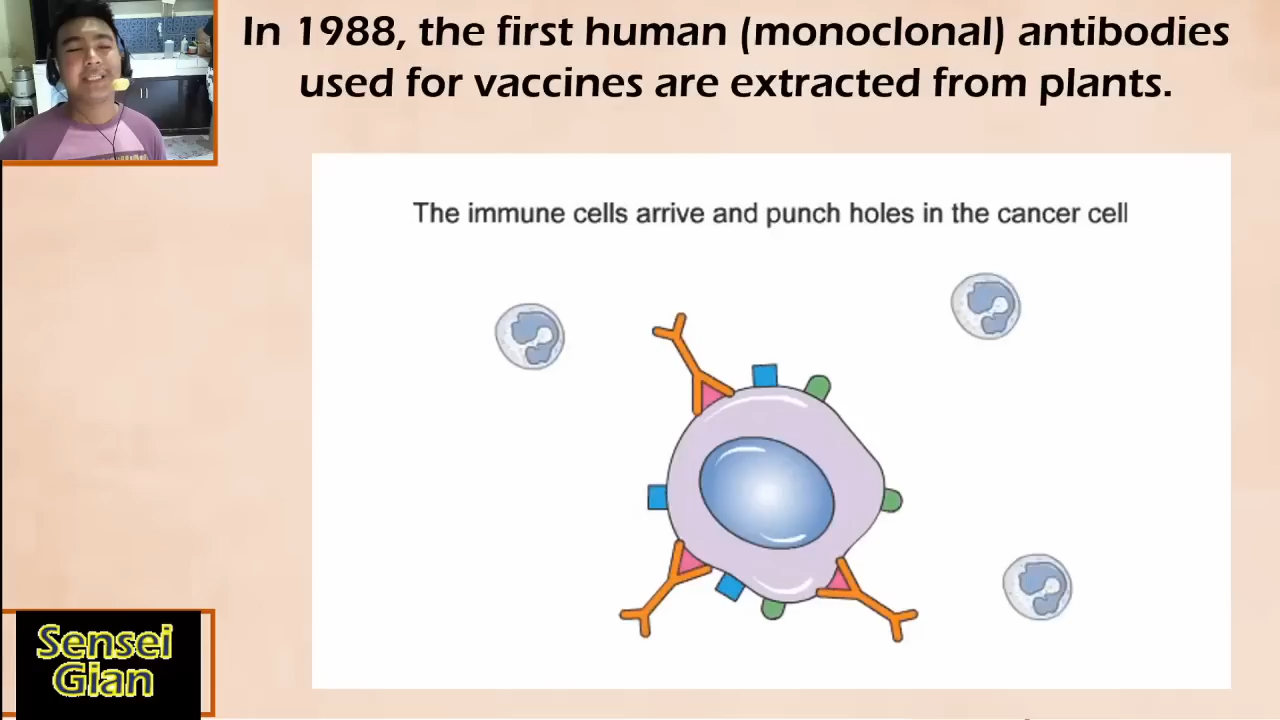 In 1988, the first human (monoclonal) antibodies
used for vaccines are extracted from plants.
The immune cells arrive and punch holes in the cancer cell
Sensei
Gian